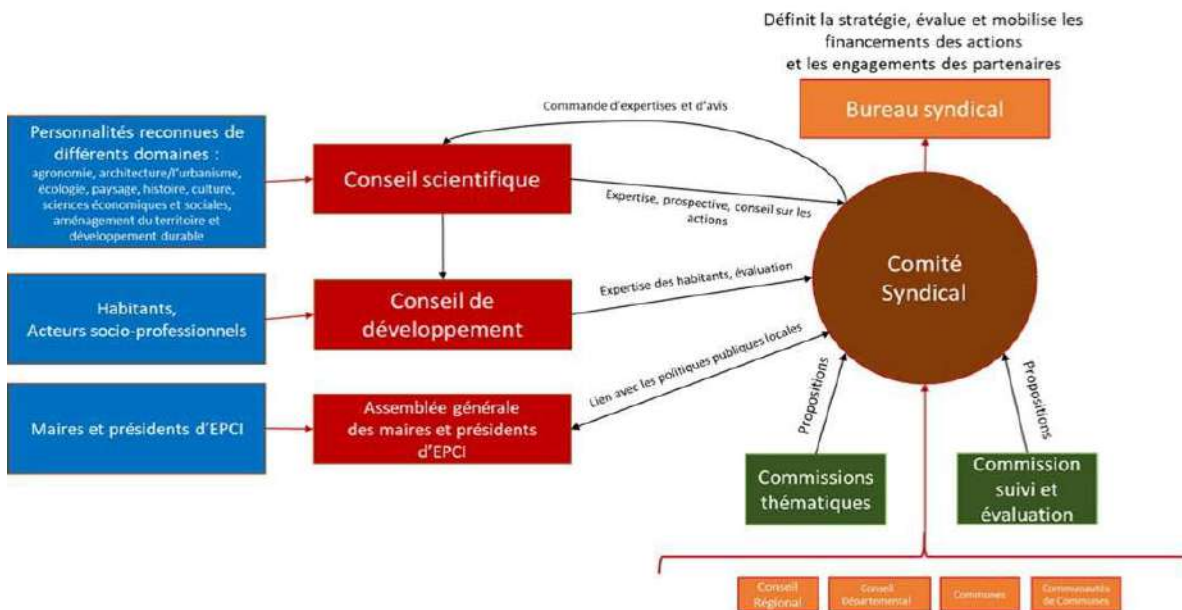 Définit la stratégie, évalue et mobilise les
financements des actions
et les engagements des partenaires
Bureau syndical
Commande d'expertises et d'avis
Personnalités reconnues de
différents domaines :
agronomie, architecture/l'urbanisme,
écologie, paysage, histoire, culture,
sciences économiques et sociales,
aménagement du territoire et
développement durable
Conseil scientifique
Expertise, prospective, conseil sur les
actions
Comité
Syndical
Habitants,
Acteurs socio-professionnels
Conseil de
développement
Expertise des habitants, évaluation
Maires et présidents d'EPCI
Assemblée générale
des maires et présidents
d'EPCI
Lien avec les politiques publiques locales
Propositions
Propositions
Commissions
thématiques
Commission
suivi et
évaluation
Conseil
Régional
Conseil
Départemental
Communes
Communautés
de Communes